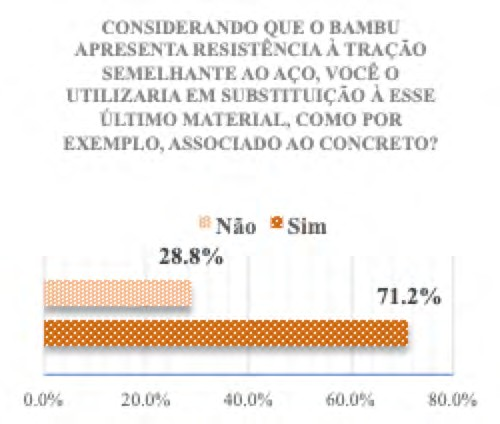 CONSIDERANDO QUE O BAMBU
APRESENTA RESISTÊNCIA À TRAÇÃO
SEMELHANTE AO AÇO, VOCÊ O
UTILIZARIA EM SUBSTITUIÇÃO À ESSE
ÚLTIMO MATERIAL, COMO POR
EXEMPLO, ASSOCIADO AO CONCRETO?
Não Sim
28.8%
71.2%
0.0% 20.0% 40.0% 60.0% 80.0%